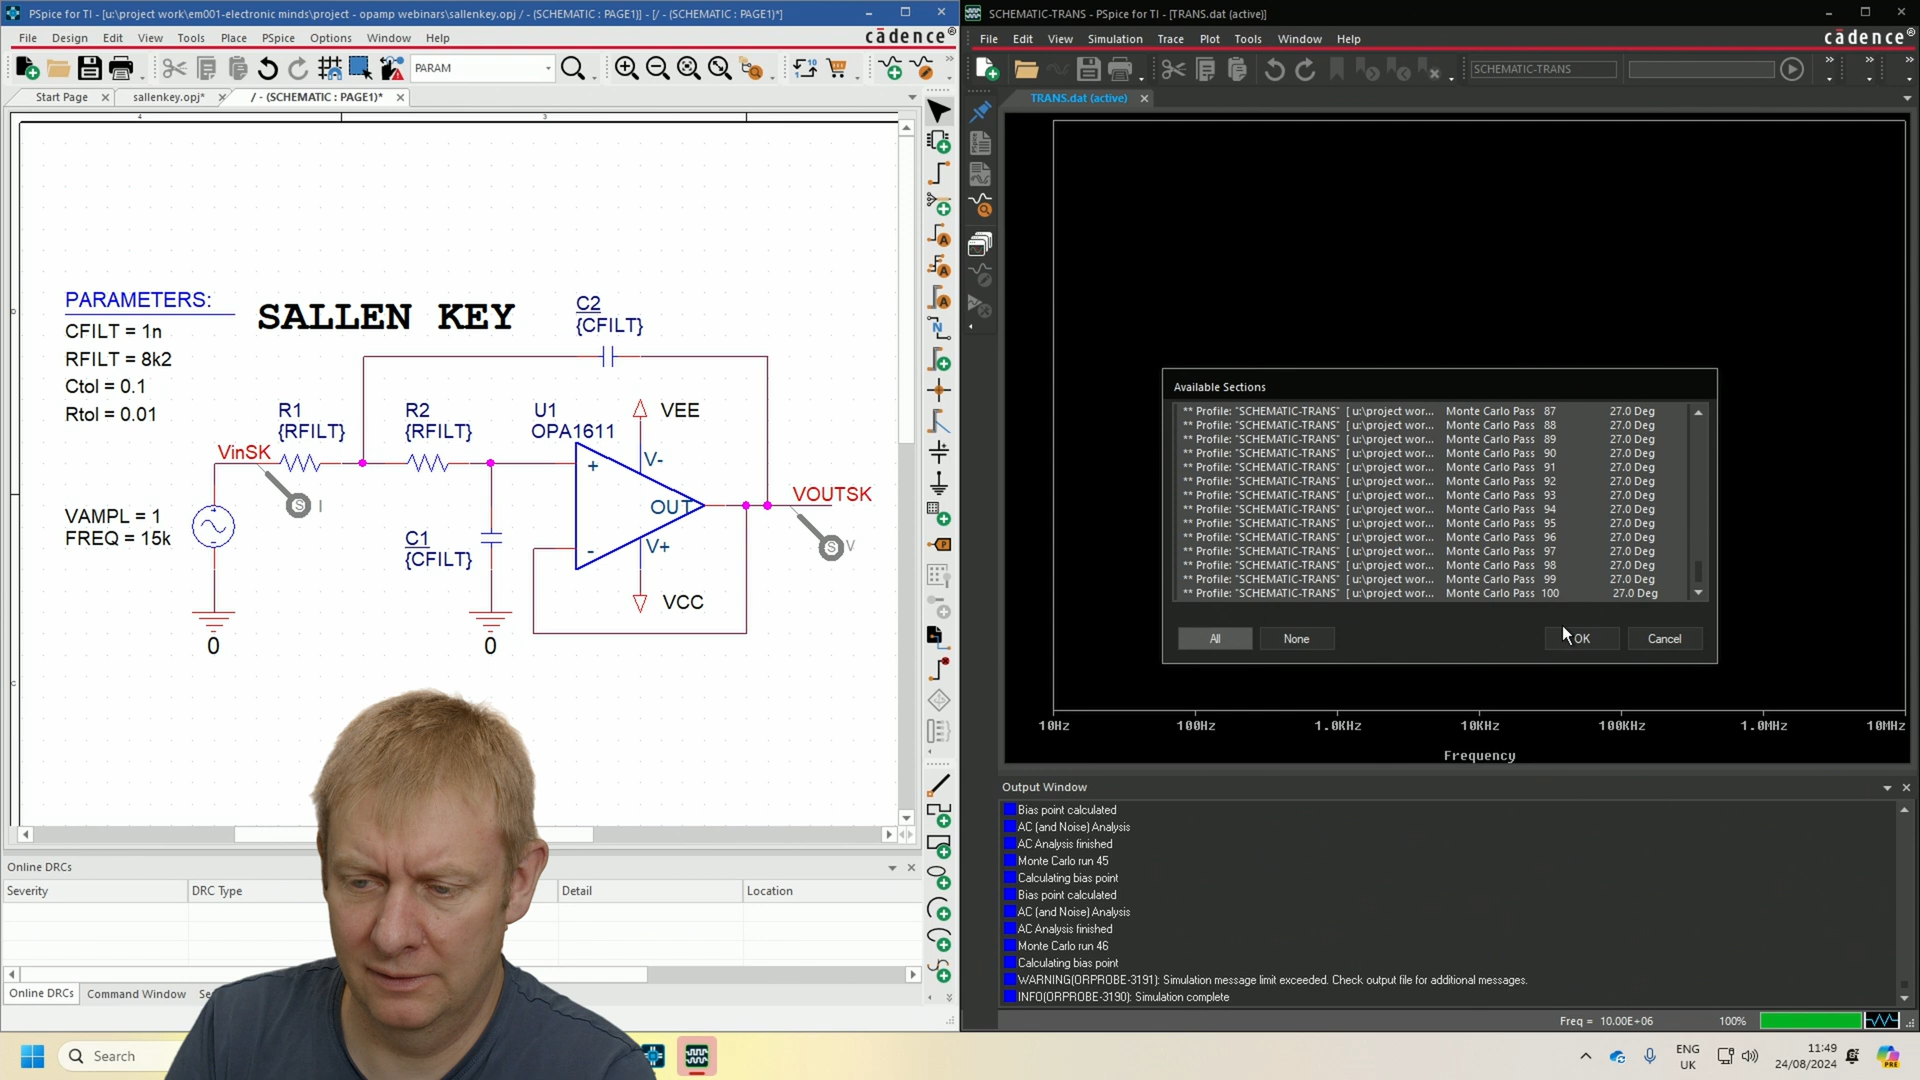 PSpice for TI - [u:\project work\em001-electronic minds\project - opamp webinars\sallenkey.opj / - (SCHEMATIC : PAGE1)] - [/ - (SCHEMATIC : PAGE1)*]
File Design Edit View Tools Place PSpice Options Window Help
cādence®
PARAM
Start Page
sallenkey.opj*
/ - (SCHEMATIC : PAGE1)*
4
3
PARAMETERS:
CFILT = 1n
RFILT = 8k2
Ctol = 0.1
Rtol = 0.01
SALLEN KEY
C2
{CFILT}
R1
{RFILT}
R2
{RFILT}
U1
OPA1611
VEE
VinSK
V-
+
I
VAMPL = 1
FREQ = 15k
OUT
VOUTSK
V
C1
{CFILT}
-
V+
VCC
0
0
Online DRCs
Severity
DRC Type
Detail
Location
Online DRCs
Command Window
SCHEMATIC-TRANS - PSpice for TI - [TRANS.dat (active)]
File Edit View Simulation Trace Plot Tools Window Help
cādence®
SCHEMATIC-TRANS
TRANS.dat (active)
Available Sections
** Profile: "SCHEMATIC-TRANS" [ u:\project wor... Monte Carlo Pass 87 27.0 Deg
** Profile: "SCHEMATIC-TRANS" [ u:\project wor... Monte Carlo Pass 88 27.0 Deg
** Profile: "SCHEMATIC-TRANS" [ u:\project wor... Monte Carlo Pass 89 27.0 Deg
** Profile: "SCHEMATIC-TRANS" [ u:\project wor... Monte Carlo Pass 90 27.0 Deg
** Profile: "SCHEMATIC-TRANS" [ u:\project wor... Monte Carlo Pass 91 27.0 Deg
** Profile: "SCHEMATIC-TRANS" [ u:\project wor... Monte Carlo Pass 92 27.0 Deg
** Profile: "SCHEMATIC-TRANS" [ u:\project wor... Monte Carlo Pass 93 27.0 Deg
** Profile: "SCHEMATIC-TRANS" [ u:\project wor... Monte Carlo Pass 94 27.0 Deg
** Profile: "SCHEMATIC-TRANS" [ u:\project wor... Monte Carlo Pass 95 27.0 Deg
** Profile: "SCHEMATIC-TRANS" [ u:\project wor... Monte Carlo Pass 96 27.0 Deg
** Profile: "SCHEMATIC-TRANS" [ u:\project wor... Monte Carlo Pass 97 27.0 Deg
** Profile: "SCHEMATIC-TRANS" [ u:\project wor... Monte Carlo Pass 98 27.0 Deg
** Profile: "SCHEMATIC-TRANS" [ u:\project wor... Monte Carlo Pass 99 27.0 Deg
** Profile: "SCHEMATIC-TRANS" [ u:\project wor... Monte Carlo Pass 100 27.0 Deg
All
None
OK
Cancel
10Hz 100Hz 1.0KHz 10KHz 100KHz 1.0MHz 10MHz
Frequency
Output Window
Bias point calculated
AC (and Noise) Analysis
AC Analysis finished
Monte Carlo run 45
Calculating bias point
Bias point calculated
AC (and Noise) Analysis
AC Analysis finished
Monte Carlo run 46
Calculating bias point
WARNING(ORPROBE-3191): Simulation message limit exceeded. Check output file for additional messages.
INFO(ORPROBE-3190): Simulation complete
Freq = 10.00E+06
100%
Search
ENG
UK
11:49
24/08/2024
PRE